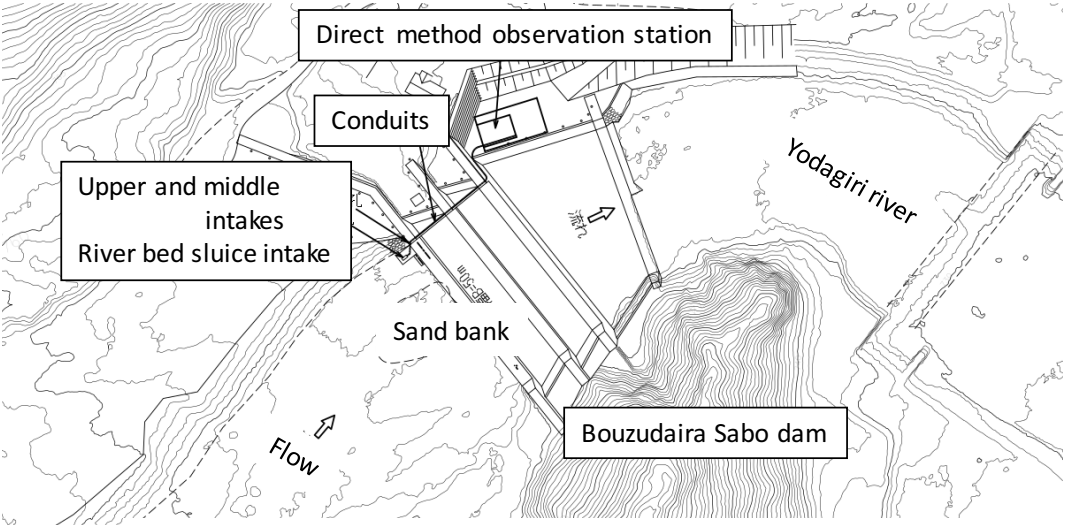 Direct method observation station
Conduits
Upper and middle
intakes
River bed sluice intake
Yodagiri river
流れ
Sand bank
Bouzudaira Sabo dam
Flow